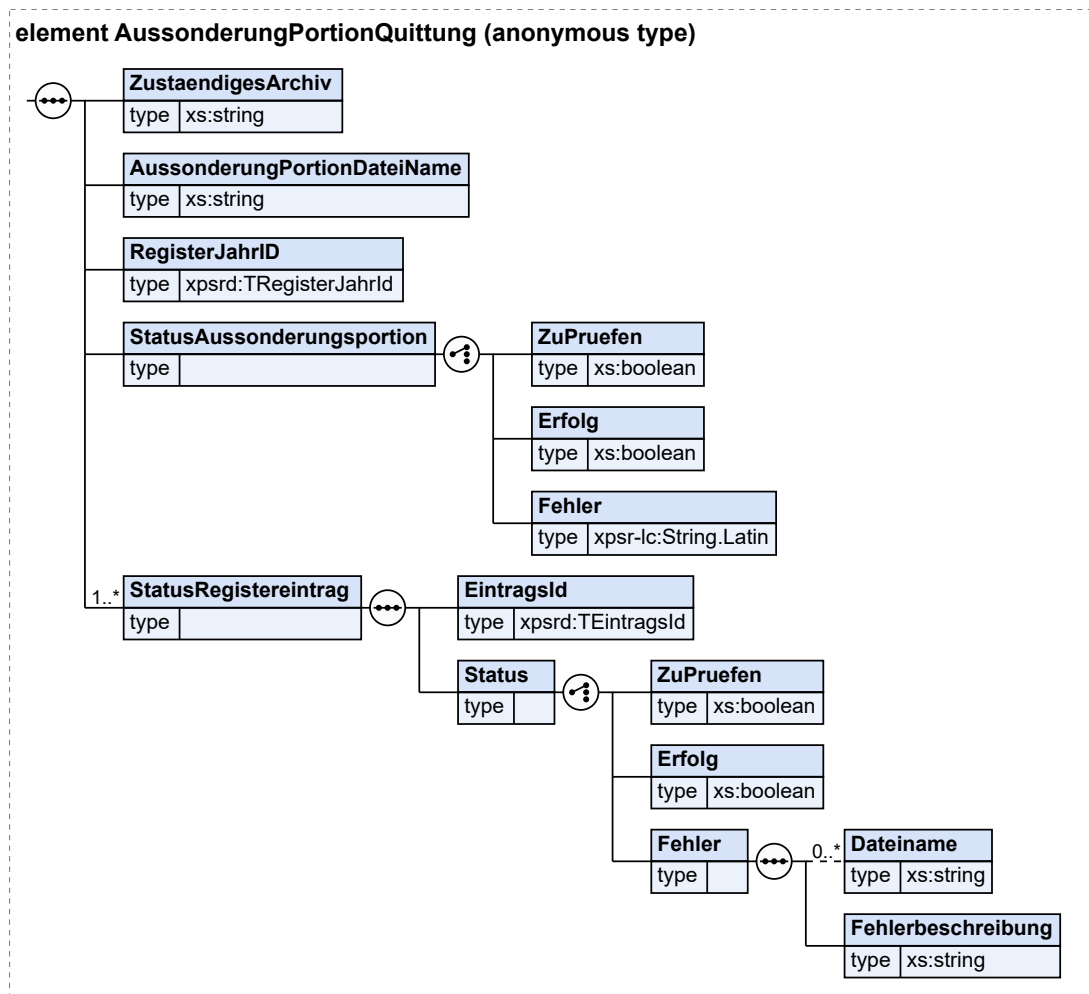 element AussonderungPortionQuittung (anonymous type)
ZustaendigesArchiv
type xs:string
AussonderungPortionDateiName
type xs:string
RegisterJahrID
type xpsrd:TRegisterJahrId
StatusAussonderungsportion
type
ZuPruefen
type xs:boolean
Erfolg
type xs:boolean
Fehler
type xpsr-lc:String.Latin
1..* StatusRegistereintrag
type
EintragsId
type xpsrd:TEintragsId
Status
type
ZuPruefen
type xs:boolean
Erfolg
type xs:boolean
Fehler
type
0..* Dateiname
type xs:string
Fehlerbeschreibung
type xs:string